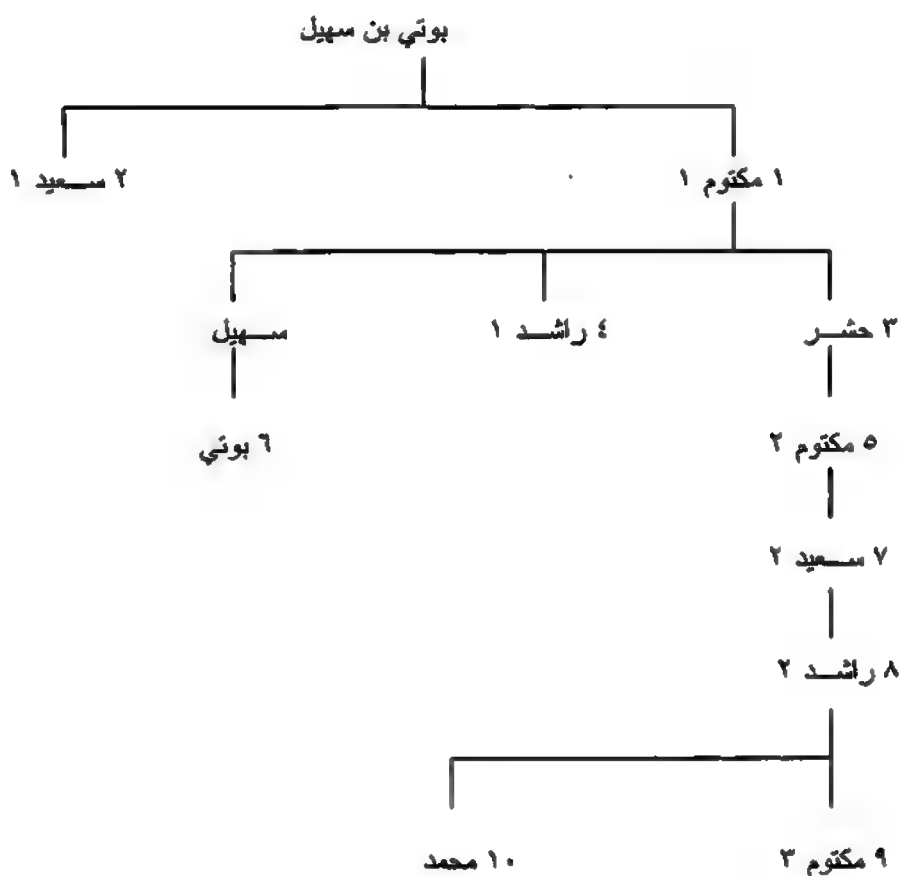 بوتي بن سهيل
١ مكتوم ١
٢ سعيد ١
٣ حشر
٤ راشد ١
سهيل
٥ مكتوم ٢
٦ بوتي
٧ سعيد ٢
٨ راشد ٢
٩ مكتوم ٣
١٠ محمد